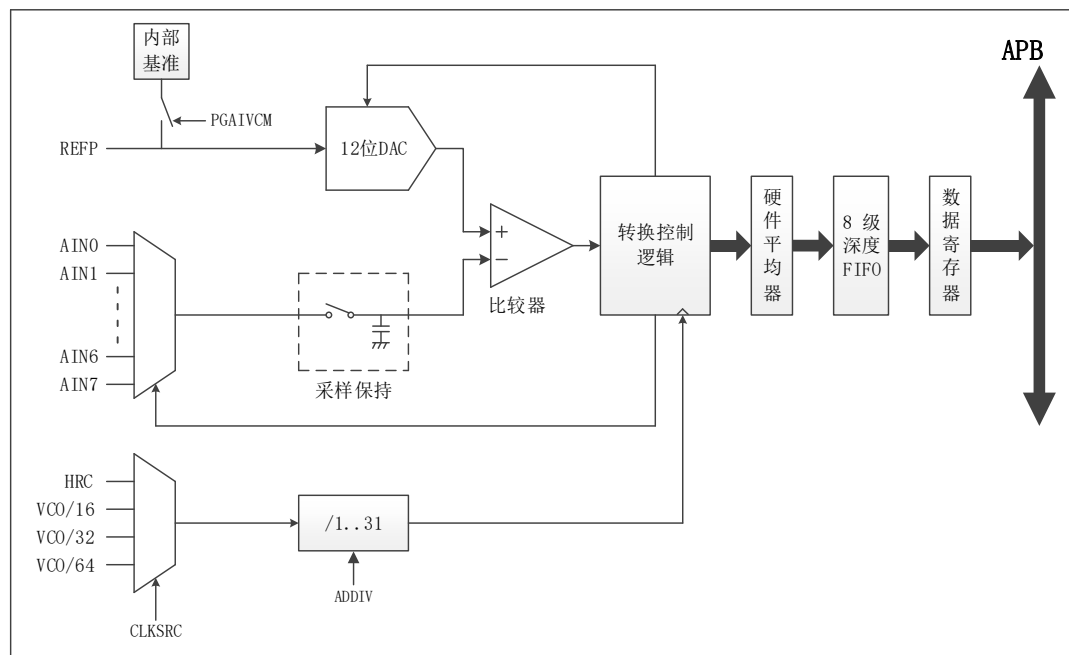 内部
基准
APB
PGAIVCM
REFP
12位DAC
AIN0
AIN1
AIN6
AIN7
+
−
比较器
采样保持
转换控制
逻辑
硬件平均器
8 级
深度
FIFO
数据寄存器
HRC
VCO/16
VCO/32
VCO/64
/1..31
ADDIV
CLKSRC